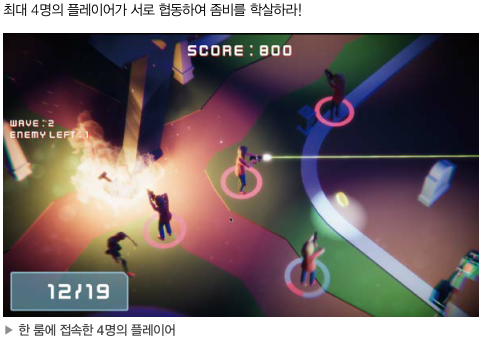 최대 4명의 플레이어가 서로 협동하여 좀비를 학살하라!
SCORE : 800
WAVE : 2
ENEMY LEFT : 1
12/19
▶ 한 룸에 접속한 4명의 플레이어